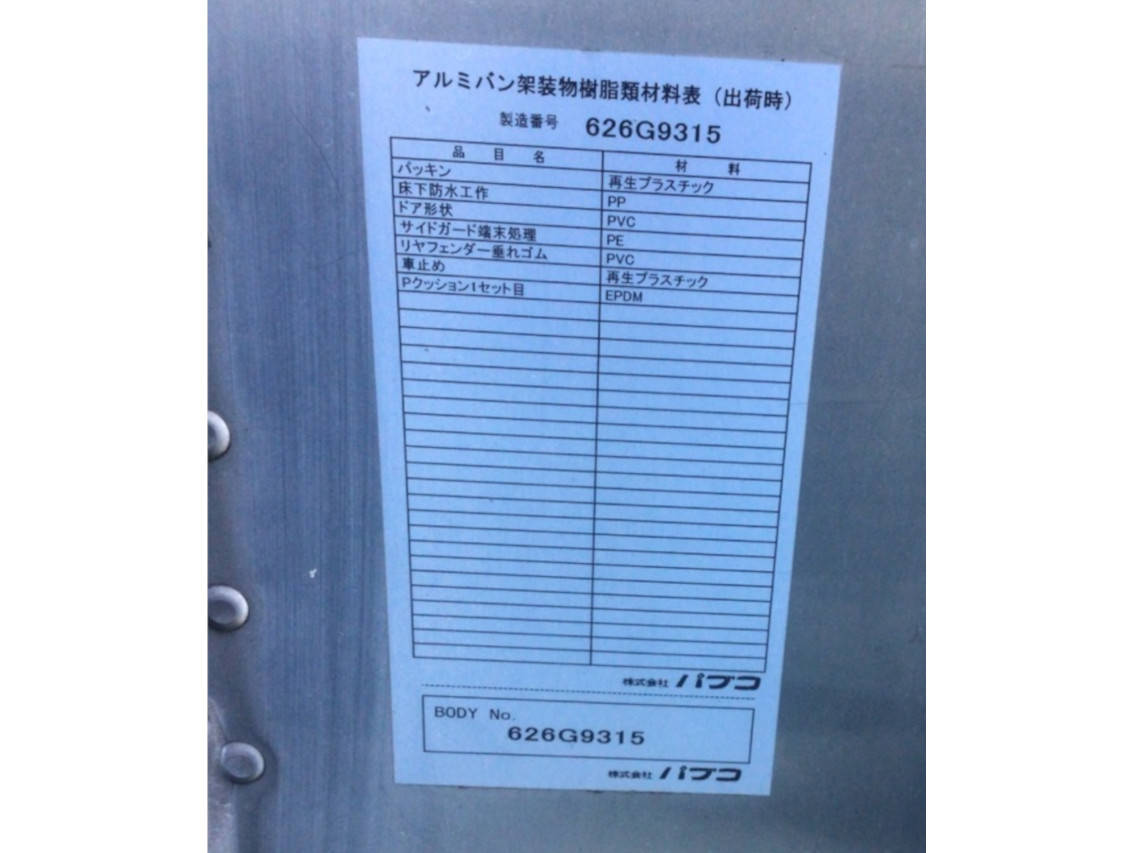 アルミバン架装物樹脂類材料表（出荷時）
製造番号 626G9315
品目名 材料
パッキン 再生プラスチック
床下防水工作 PP
ドア形状 PVC
サイドガード端末処理 PE
リヤフェンダー垂れゴム PVC
車止め 再生プラスチック
Pクッション1セット目 EPDM
株式会社 パブコ
BODY No.
626G9315
株式会社 パブコ